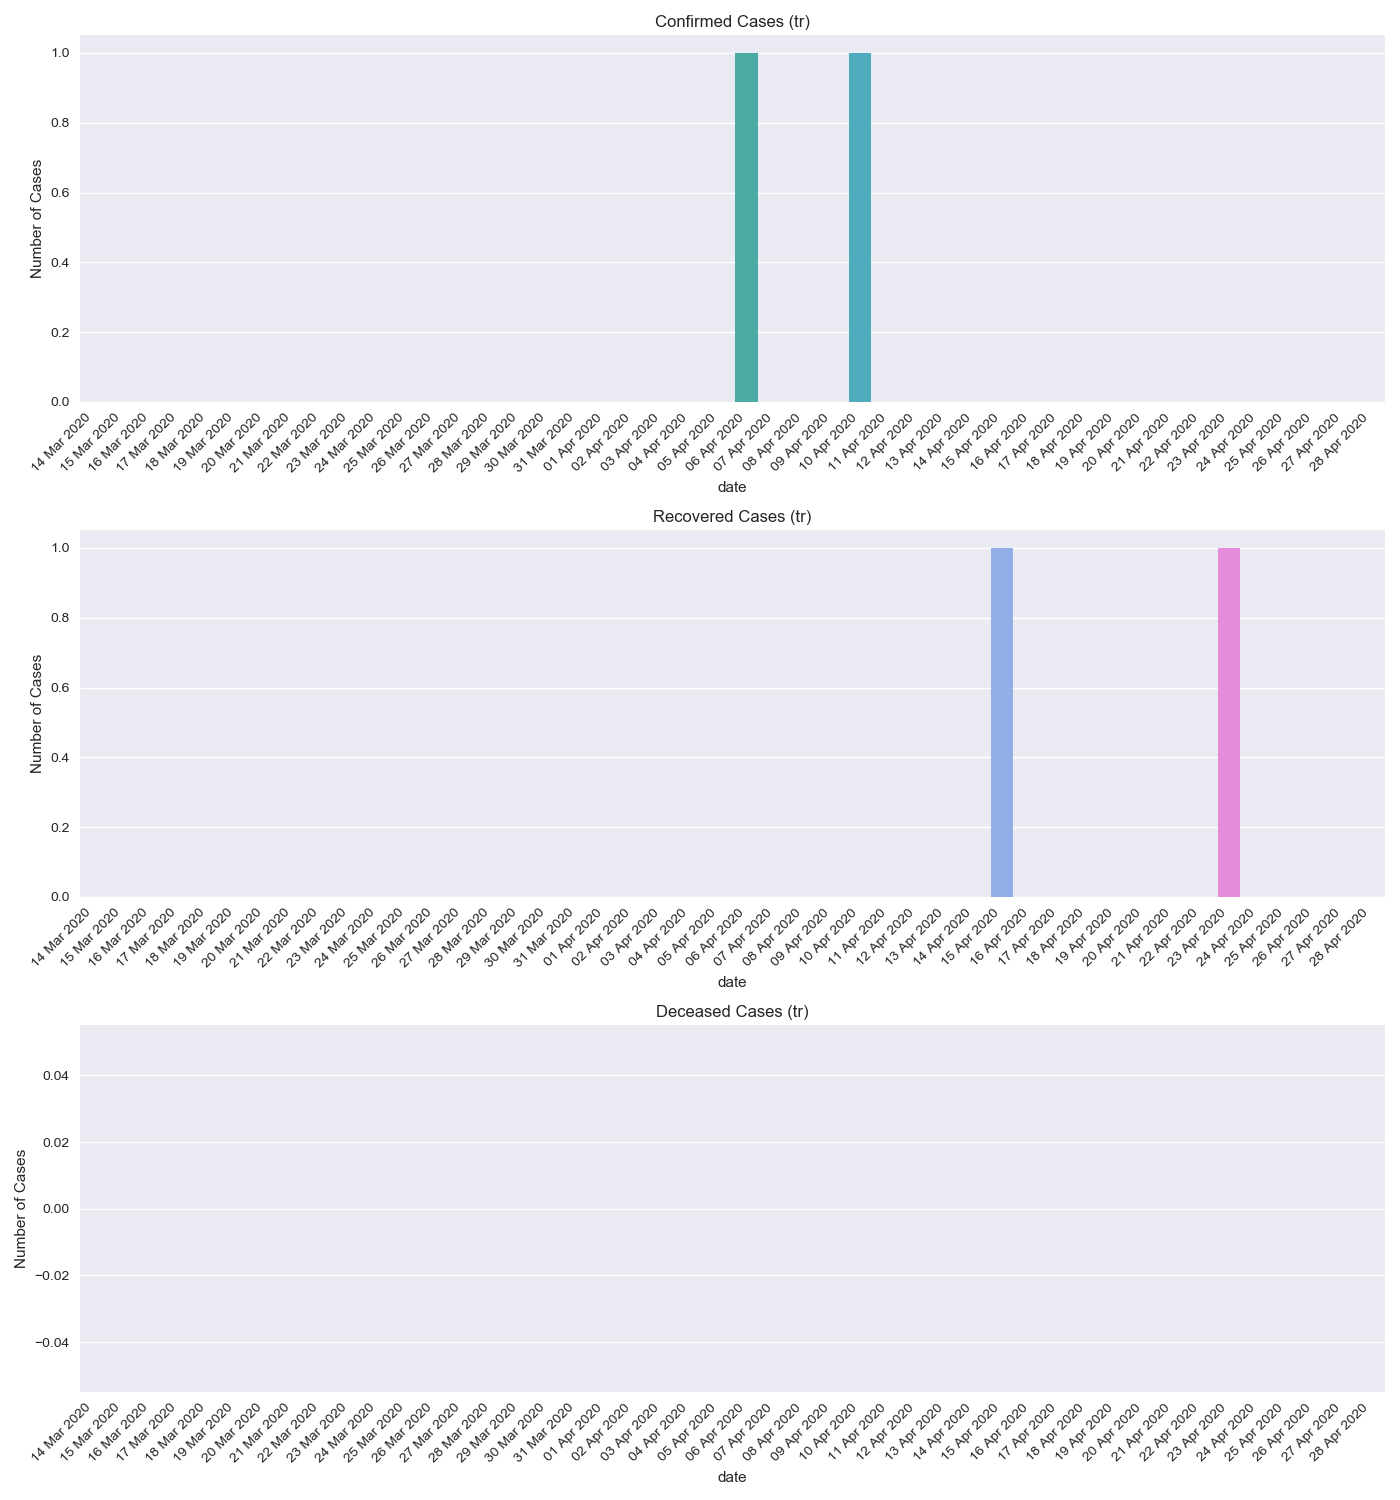 Confirmed Cases (tr)
Number of Cases
1.0
0.8
0.6
0.4
0.2
0.0
14 Mar 2020
15 Mar 2020
16 Mar 2020
17 Mar 2020
18 Mar 2020
19 Mar 2020
20 Mar 2020
21 Mar 2020
22 Mar 2020
23 Mar 2020
24 Mar 2020
25 Mar 2020
26 Mar 2020
27 Mar 2020
28 Mar 2020
29 Mar 2020
30 Mar 2020
31 Mar 2020
01 Apr 2020
02 Apr 2020
03 Apr 2020
04 Apr 2020
05 Apr 2020
06 Apr 2020
07 Apr 2020
08 Apr 2020
09 Apr 2020
10 Apr 2020
11 Apr 2020
12 Apr 2020
13 Apr 2020
14 Apr 2020
15 Apr 2020
16 Apr 2020
17 Apr 2020
18 Apr 2020
19 Apr 2020
20 Apr 2020
21 Apr 2020
22 Apr 2020
23 Apr 2020
24 Apr 2020
25 Apr 2020
26 Apr 2020
27 Apr 2020
28 Apr 2020
date
Recovered Cases (tr)
Number of Cases
1.0
0.8
0.6
0.4
0.2
0.0
14 Mar 2020
15 Mar 2020
16 Mar 2020
17 Mar 2020
18 Mar 2020
19 Mar 2020
20 Mar 2020
21 Mar 2020
22 Mar 2020
23 Mar 2020
24 Mar 2020
25 Mar 2020
26 Mar 2020
27 Mar 2020
28 Mar 2020
29 Mar 2020
30 Mar 2020
31 Mar 2020
01 Apr 2020
02 Apr 2020
03 Apr 2020
04 Apr 2020
05 Apr 2020
06 Apr 2020
07 Apr 2020
08 Apr 2020
09 Apr 2020
10 Apr 2020
11 Apr 2020
12 Apr 2020
13 Apr 2020
14 Apr 2020
15 Apr 2020
16 Apr 2020
17 Apr 2020
18 Apr 2020
19 Apr 2020
20 Apr 2020
21 Apr 2020
22 Apr 2020
23 Apr 2020
24 Apr 2020
25 Apr 2020
26 Apr 2020
27 Apr 2020
28 Apr 2020
date
Deceased Cases (tr)
Number of Cases
0.04
0.02
0.00
−0.02
−0.04
14 Mar 2020
15 Mar 2020
16 Mar 2020
17 Mar 2020
18 Mar 2020
19 Mar 2020
20 Mar 2020
21 Mar 2020
22 Mar 2020
23 Mar 2020
24 Mar 2020
25 Mar 2020
26 Mar 2020
27 Mar 2020
28 Mar 2020
29 Mar 2020
30 Mar 2020
31 Mar 2020
01 Apr 2020
02 Apr 2020
03 Apr 2020
04 Apr 2020
05 Apr 2020
06 Apr 2020
07 Apr 2020
08 Apr 2020
09 Apr 2020
10 Apr 2020
11 Apr 2020
12 Apr 2020
13 Apr 2020
14 Apr 2020
15 Apr 2020
16 Apr 2020
17 Apr 2020
18 Apr 2020
19 Apr 2020
20 Apr 2020
21 Apr 2020
22 Apr 2020
23 Apr 2020
24 Apr 2020
25 Apr 2020
26 Apr 2020
27 Apr 2020
28 Apr 2020
date